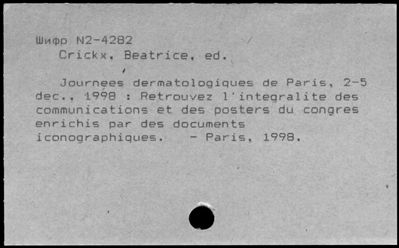 Шифр N2-4282
Crickx, Beatrice, ed.
Journees dermatologiques de Paris, 2-5
dec., 1998 : Retrouvez l'integralite des
communications et des posters du congres
enrichis par des documents
iconographiques. - Paris, 1998.